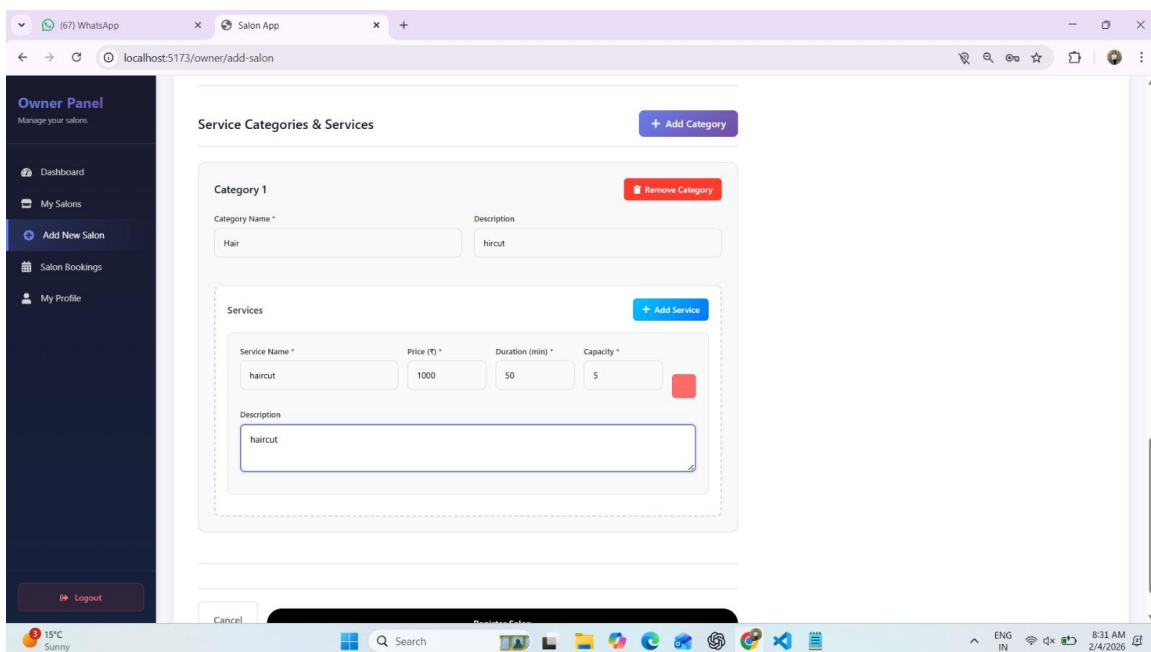 (67) WhatsApp
Salon App
localhost:5173/owner/add-salon
Owner Panel
Manage your salons
Dashboard
My Salons
Add New Salon
Salon Bookings
My Profile
Logout
Service Categories & Services
+ Add Category
Category 1
Remove Category
Category Name * Description
Hair hircut
Services
+ Add Service
Service Name * Price (₹) * Duration (min) * Capacity *
haircut 1000 50 5
Description
haircut
Cancel
Register Salon
3
15°C
Sunny
Search
ENG
IN
8:31 AM
2/4/2026